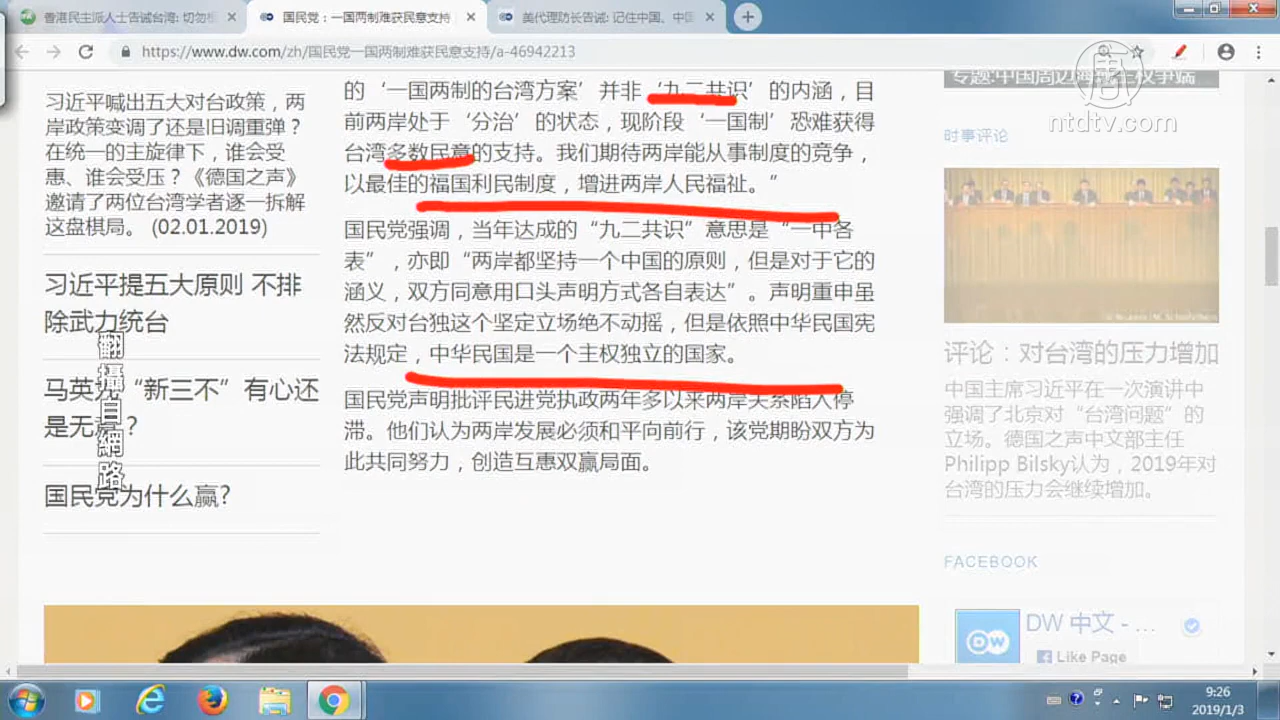 香港民主派人士告诫台湾: 切勿相
国民党：一国两制难获民意支持
美代理防长告诫: 记住中国、中国
https://www.dw.com/zh/国民党一国两制难获民意支持/a-46942213
ntdtv.com
习近平喊出五大对台政策，两
岸政策变调了还是旧调重弹？
在统一的主旋律下，谁会受
惠、谁会受压？《德国之声》
邀请了两位台湾学者逐一拆解
这盘棋局。 (02.01.2019)
习近平提五大原则 不排
除武力统台
马英九“新三不”有心还
是无意？
国民党为什么赢？
翻攝自網路
的‘一国两制的台湾方案’并非‘九二共识’的内涵，目
前两岸处于‘分治’的状态，现阶段‘一国制’恐难获得
台湾多数民意的支持。我们期待两岸能从事制度的竞争，
以最佳的福国利民制度，增进两岸人民福祉。”
国民党强调，当年达成的“九二共识”意思是“一中各
表”，亦即“两岸都坚持一个中国的原则，但是对于它的
涵义，双方同意用口头声明方式各自表达”。声明重申虽
然反对台独这个坚定立场绝不动摇，但是依照中华民国宪
法规定，中华民国是一个主权独立的国家。
国民党声明批评民进党执政两年多以来两岸关系陷入停
滞。他们认为两岸发展必须和平向前行，该党期盼双方为
此共同努力，创造互惠双赢局面。
专题:中国周边海洋主权争端
时事评论
评论：对台湾的压力增加
中国主席习近平在一次演讲中
强调了北京对“台湾问题”的
立场。德国之声中文部主任
Philipp Bilsky认为，2019年对
台湾的压力会继续增加。
FACEBOOK
DW
DW 中文 - ...
Like Page
9:26
2019/1/3